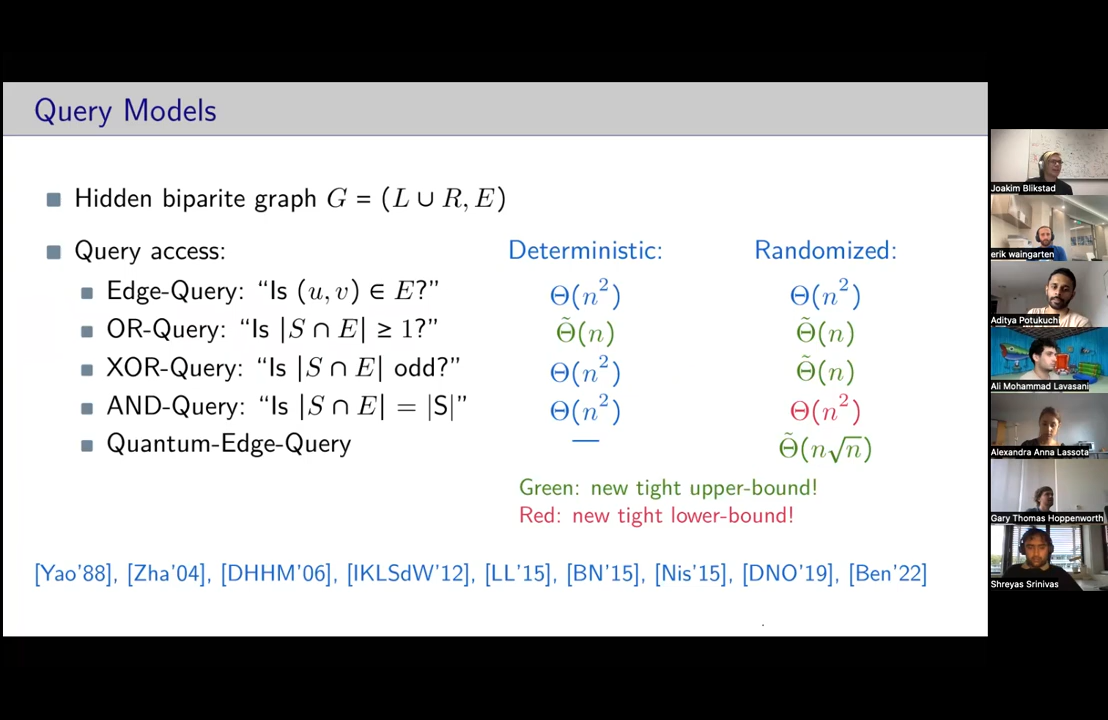 Query Models
Hidden biparite graph G = (L ∪ R, E)
Query access: Deterministic: Randomized:
Edge-Query: “Is (u, v) ∈ E?” Θ(n²) Θ(n²)
OR-Query: “Is |S ∩ E| ≥ 1?” Θ̃(n) Θ̃(n)
XOR-Query: “Is |S ∩ E| odd?” Θ(n²) Θ̃(n)
AND-Query: “Is |S ∩ E| = |S|” Θ(n²) Θ(n²)
Quantum-Edge-Query — Θ̃(n√n)
Green: new tight upper-bound!
Red: new tight lower-bound!
[Yao’88], [Zha’04], [DHHM’06], [IKLSdW’12], [LL’15], [BN’15], [Nis’15], [DNO’19], [Ben’22]
Joakim Blikstad
erik waingarten
Aditya Potukuchi
Ali Mohammad Lavasani
Alexandra Anna Lassota
Gary Thomas Hoppenworth
Shreyas Srinivas